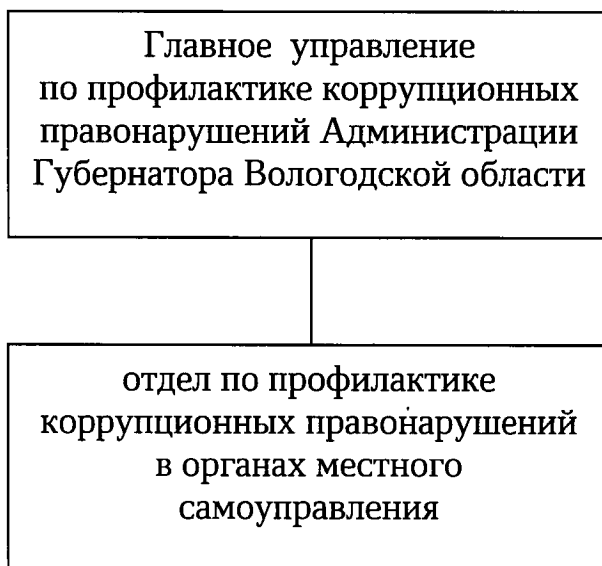 Главное управление
по профилактике коррупционных
правонарушений Администрации
Губернатора Вологодской области
отдел по профилактике
коррупционных правонарушений
в органах местного
самоуправления